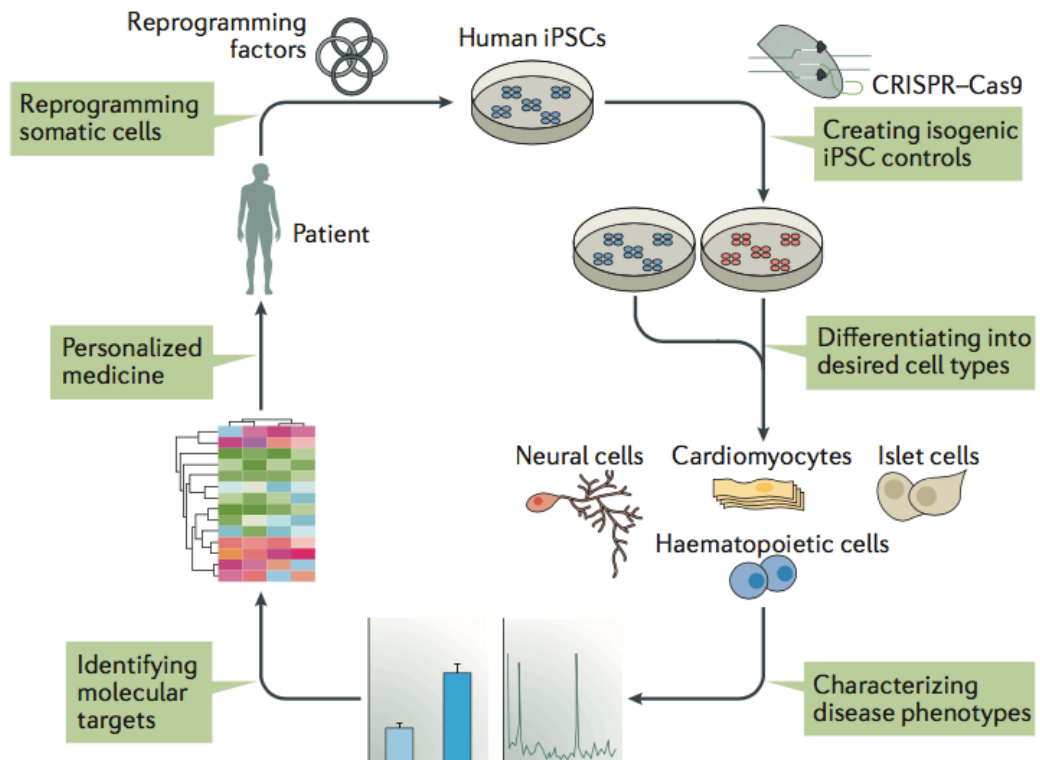 Reprogramming
factors
Human iPSCs
CRISPR–Cas9
Reprogramming
somatic cells
Creating isogenic
iPSC controls
Patient
Differentiating into
desired cell types
Personalized
medicine
Neural cells
Cardiomyocytes
Islet cells
Haematopoietic cells
Identifying
molecular
targets
Characterizing
disease phenotypes